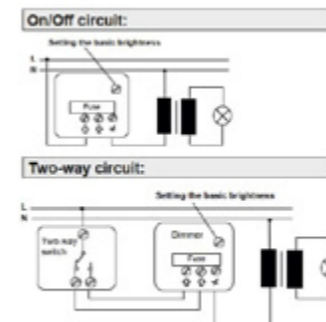 On/Off circuit:
Setting the basic brightness
L
N
Fuse
Two-way circuit:
Setting the basic brightness
L
N
Two way
switch
Dimmer
Fuse